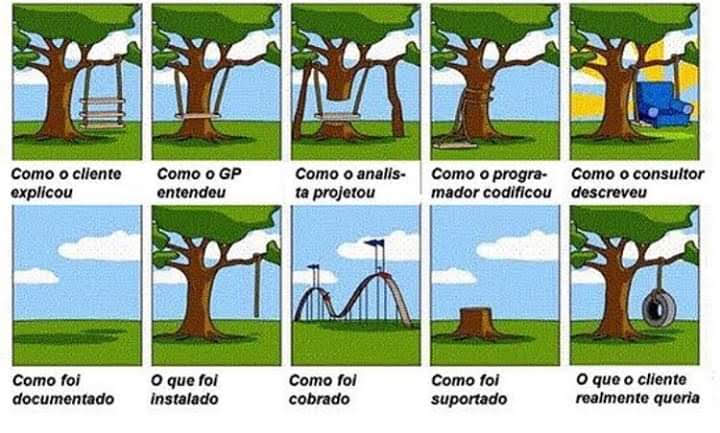 Como o cliente
explicou
Como o GP
entendeu
Como o analis-
ta projetou
Como o progra-
mador codificou
Como o consultor
descreveu
Como foi
documentado
O que foi
instalado
Como foi
cobrado
Como foi
suportado
O que o cliente
realmente queria